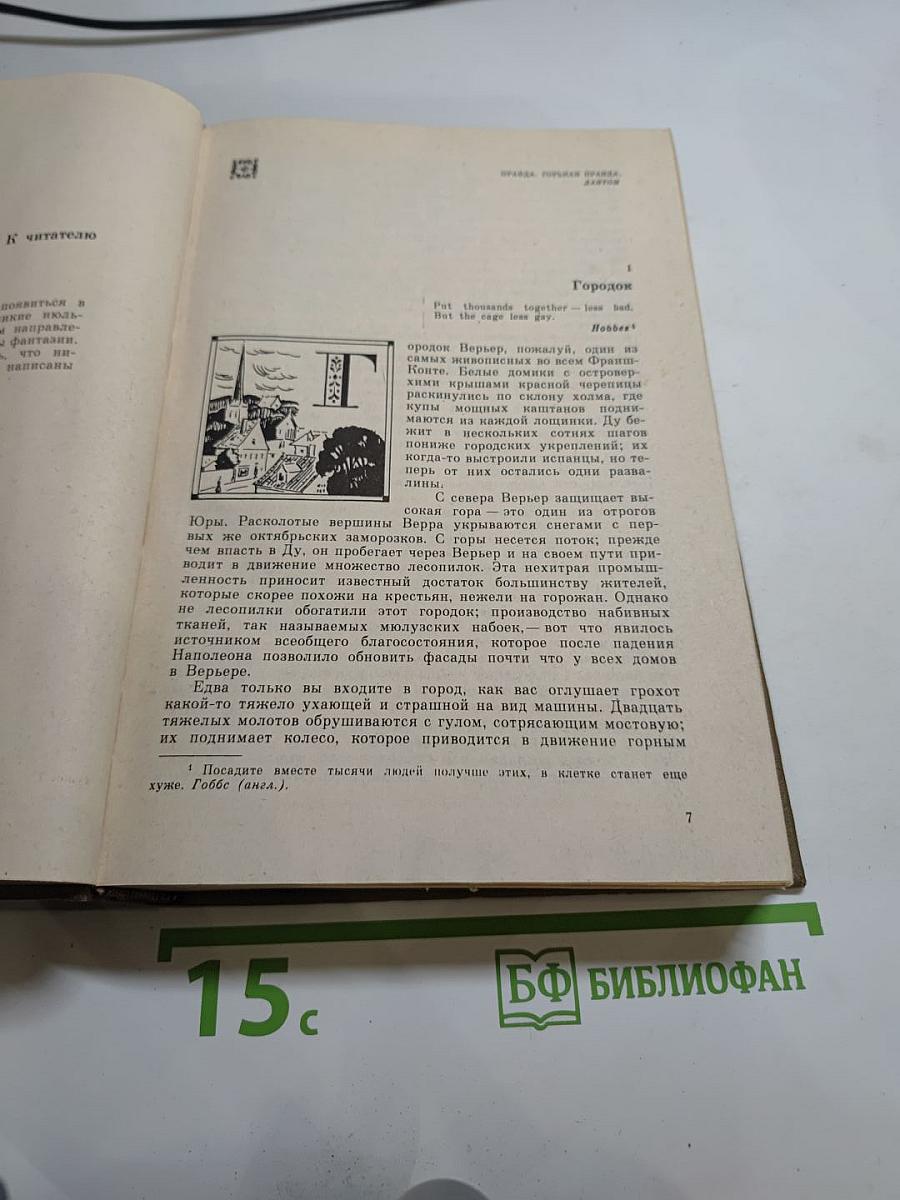 К читателю
появиться в
икие июль-
м направле-
у фантазии.
ь, что ни-
написаны
ПРАВДА, ГОРЬКАЯ ПРАВДА.
ДАНТОН
1
Городок
Put thousands together — less bad.
But the cage less gay.
Hobbes¹
Г
ородок Верьер, пожалуй, один из
самых живописных во всем Франш-
Конте. Белые домики с островер-
хими крышами красной черепицы
раскинулись по склону холма, где
купы мощных каштанов подни-
маются из каждой лощинки. Ду бе-
жит в нескольких сотнях шагов
пониже городских укреплений; их
когда-то выстроили испанцы, но те-
перь от них остались одни разва-
лины.
С севера Верьер защищает вы-
сокая гора — это один из отрогов
Юры. Расколотые вершины Верра укрываются снегами с пер-
вых же октябрьских заморозков. С горы несется поток; прежде
чем впасть в Ду, он пробегает через Верьер и на своем пути при-
водит в движение множество лесопилок. Эта нехитрая промыш-
ленность приносит известный достаток большинству жителей,
которые скорее похожи на крестьян, нежели на горожан. Однако
не лесопилки обогатили этот городок; производство набивных
тканей, так называемых мюлузских набоек,— вот что явилось
источником всеобщего благосостояния, которое после падения
Наполеона позволило обновить фасады почти что у всех домов
в Верьере.
Едва только вы входите в город, как вас оглушает грохот
какой-то тяжело ухающей и страшной на вид машины. Двадцать
тяжелых молотов обрушиваются с гулом, сотрясающим мостовую;
их поднимает колесо, которое приводится в движение горным
¹ Посадите вместе тысячи людей получше этих, в клетке станет еще
хуже. Гоббс (англ.).
7
15 с
БФ БИБЛИОФАН